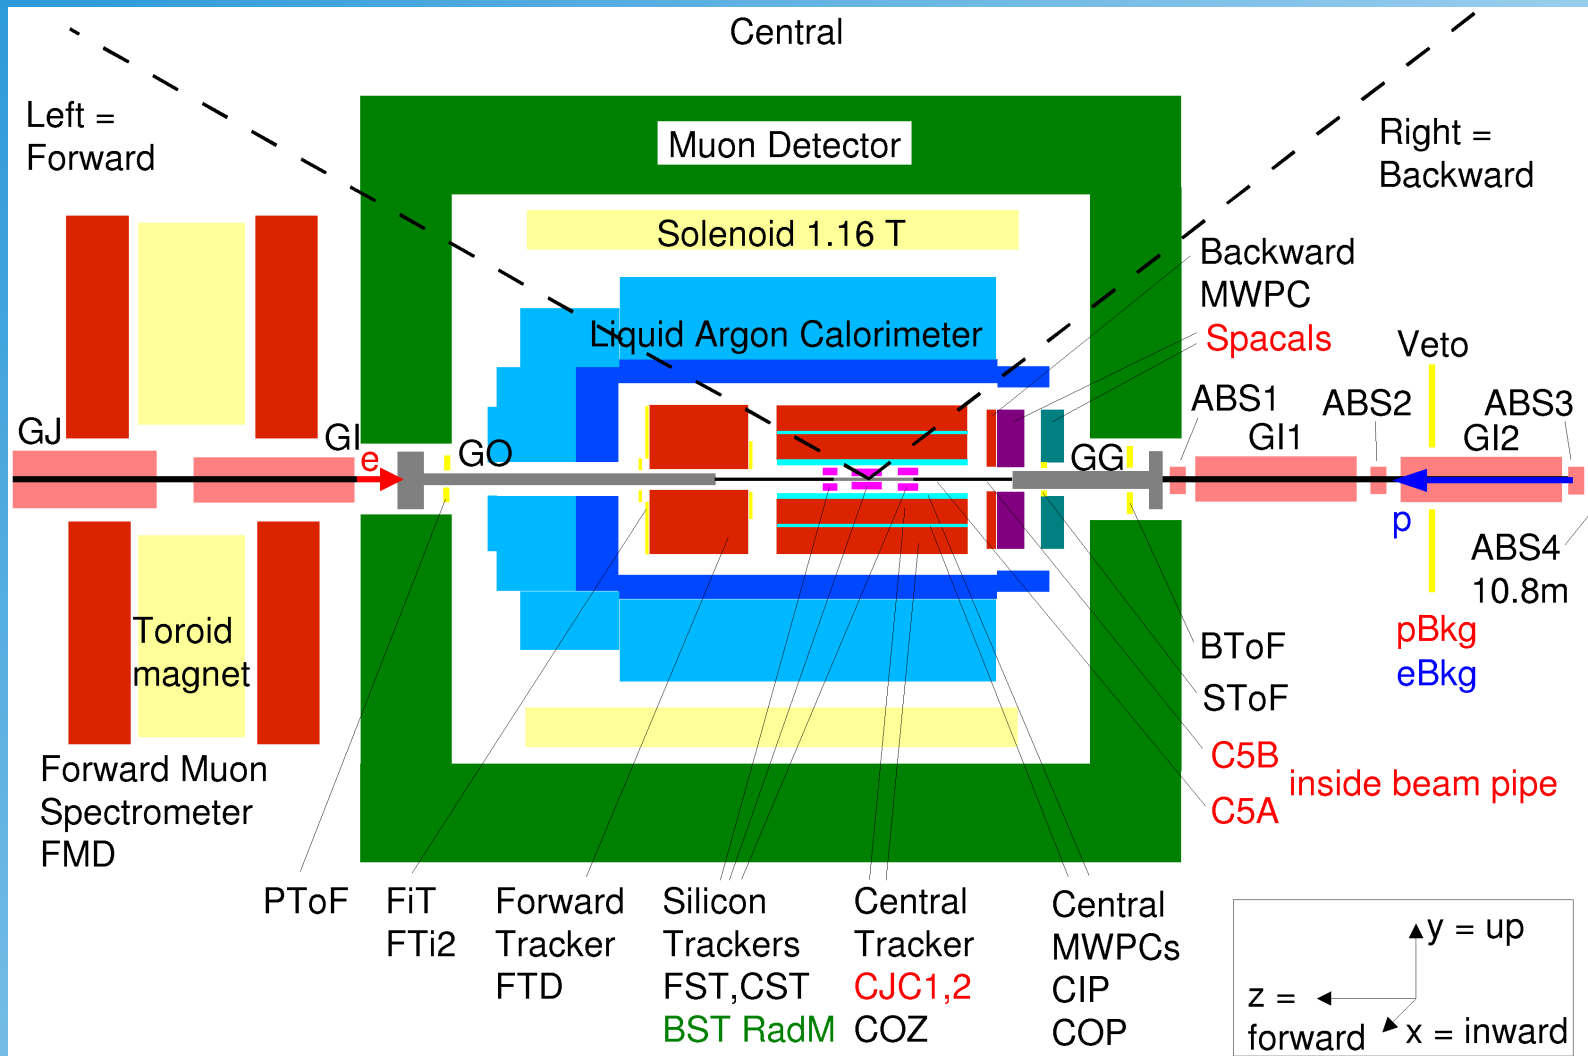 Central
Left =
Forward
Muon Detector
Right =
Backward
Solenoid 1.16 T
Backward
MWPC
Spacals
Liquid Argon Calorimeter
Veto
ABS1
ABS2
ABS3
GJ
GI
e
GO
GG
GI1
GI2
p
ABS4
10.8m
pBkg
eBkg
Toroid
magnet
BToF
SToF
C5B
inside beam pipe
C5A
Forward Muon
Spectrometer
FMD
PToF
FiT
FTi2
Forward
Tracker
FTD
Silicon
Trackers
FST,CST
BST RadM
Central
Tracker
CJC1,2
COZ
Central
MWPCs
CIP
COP
y = up
z =
forward
x = inward